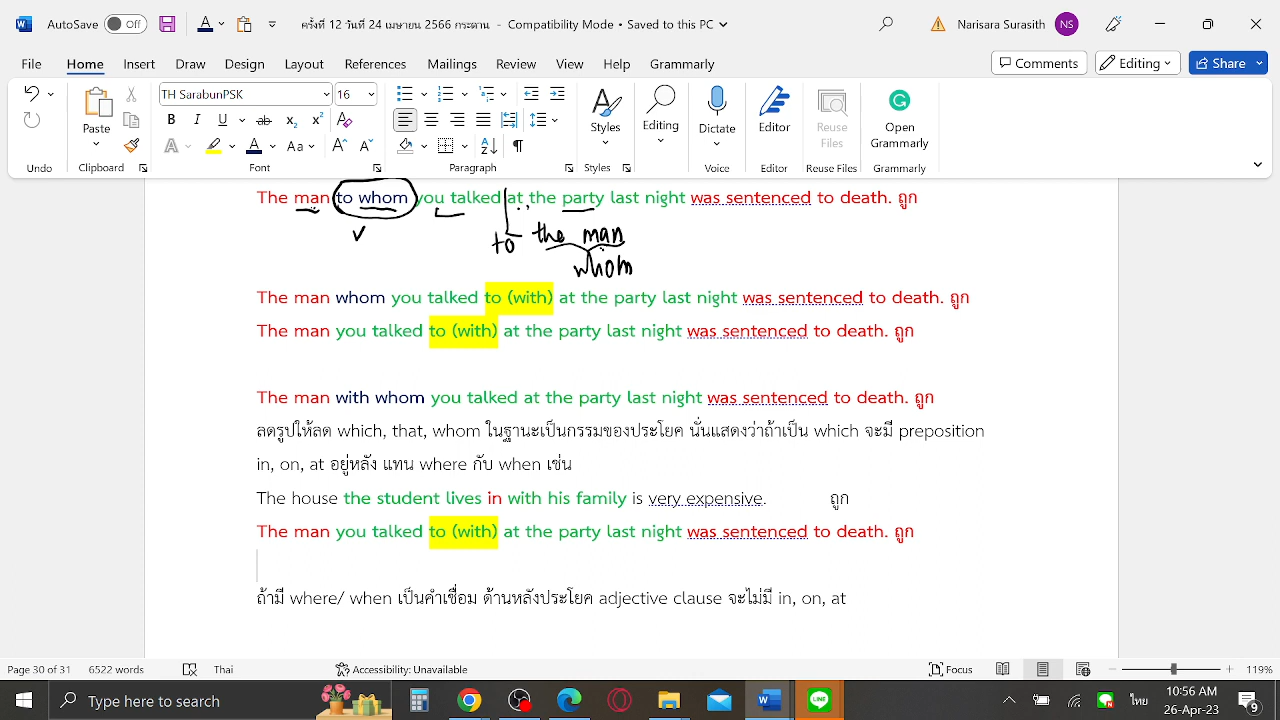 AutoSave Off A ครั้งที่ 12 วันที่ 24 เมษายน 2566 กระดาน - Compatibility Mode • Saved to this PC Narisara Surasith NS
File Home Insert Draw Design Layout References Mailings Review View Help Grammarly Comments Editing Share
TH SarabunPSK 16
Paste B I U ab x₂ x² A Styles Editing Dictate Editor Reuse Files Open Grammarly
A A Aa A A
Undo Clipboard Font Paragraph Styles Voice Editor Reuse Files Grammarly
The man to whom you talked at the party last night was sentenced to death. ถูก
to the man
whom
The man whom you talked to (with) at the party last night was sentenced to death. ถูก
The man you talked to (with) at the party last night was sentenced to death. ถูก
The man with whom you talked at the party last night was sentenced to death. ถูก
ลดรูปให้ลด which, that, whom ในฐานะเป็นกรรมของประโยค นั่นแสดงว่าถ้าเป็น which จะมี preposition
in, on, at อยู่หลัง แทน where กับ when เช่น
The house the student lives in with his family is very expensive. ถูก
The man you talked to (with) at the party last night was sentenced to death. ถูก
ถ้ามี where/ when เป็นคำเชื่อม ด้านหลังประโยค adjective clause จะไม่มี in, on, at
Page 30 of 31 6522 words Thai Accessibility: Unavailable Focus 119%
Type here to search LINE ไทย 10:56 AM
26-Apr-23 9